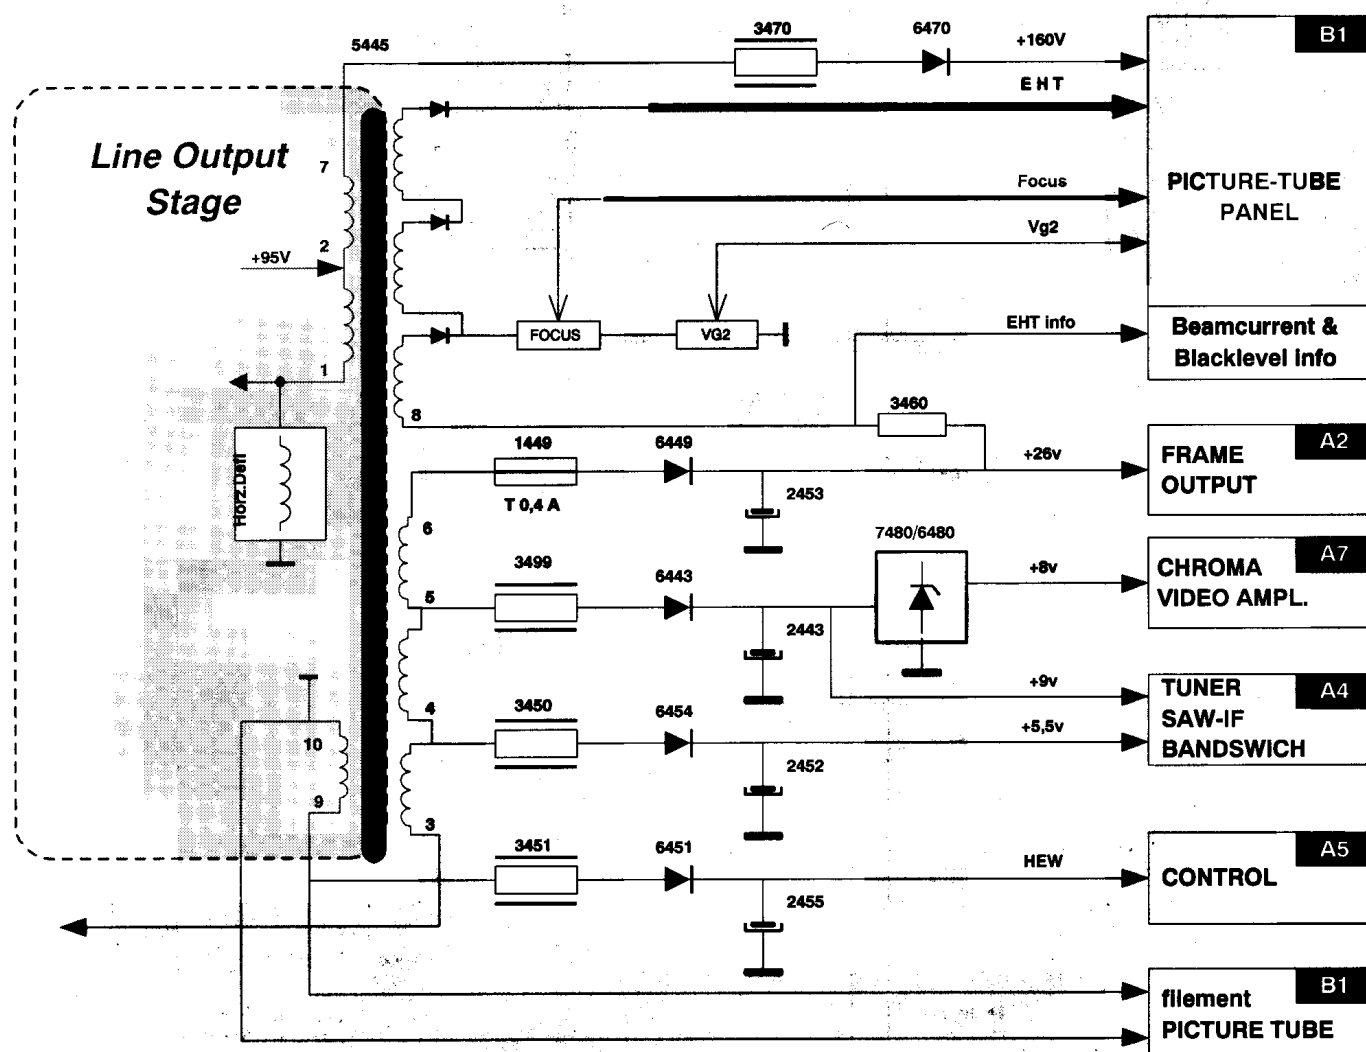 3470
6470
B1
5445
+160V
E H T
Line Output
Stage
7
Focus
PICTURE-TUBE
PANEL
2
+95V
Vg2
EHT info
FOCUS
VG2
Beamcurrent &
Blacklevel info
1
8
3460
1449
6449
+26v
A2
FRAME
OUTPUT
Horz.Defl
T 0,4 A
2453
6
7480/6480
3499
6443
+8v
A7
CHROMA
VIDEO AMPL.
5
2443
+9v
A4
TUNER
SAW-IF
BANDSWICH
4
3450
6454
+5,5v
10
2452
9
3
3451
6451
HEW
A5
CONTROL
2455
B1
filement
PICTURE TUBE